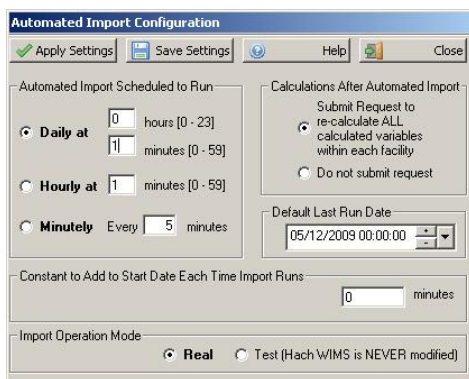 Automated Import Configuration
Apply Settings Save Settings Help Close
Automated Import Scheduled to Run
Daily at 0 hours [0 - 23]
1 minutes [0 - 59]
Hourly at 1 minutes [0 - 59]
Minutely Every 5 minutes
Calculations After Automated Import
Submit Request to
re-calculate ALL
calculated variables
within each facility
Do not submit request
Default Last Run Date
05/12/2009 00:00:00
Constant to Add to Start Date Each Time Import Runs
0 minutes
Import Operation Mode
Real Test (Hach WIMS is NEVER modified)